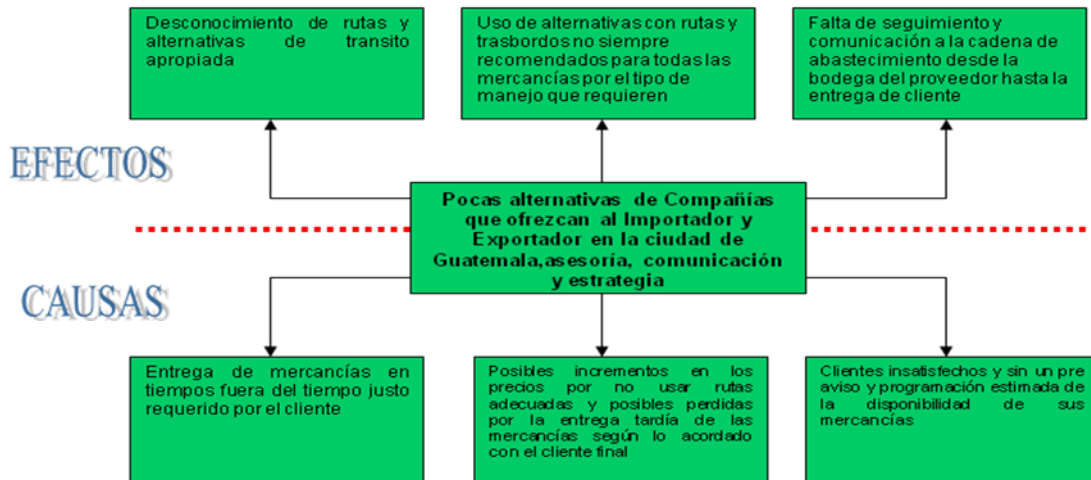 Desconocimiento de rutas y
alternativas de transito
apropiada
Uso de alternativas con rutas y
trasbordos no siempre
recomendados para todas las
mercancías por el tipo de
manejo que requieren
Falta de seguimiento y
comunicación a la cadena de
abastecimiento desde la
bodega del proveedor hasta la
entrega de cliente
EFECTOS
Pocas alternativas de Compañías
que ofrezcan al Importador y
Exportador en la ciudad de
Guatemala,asesoría, comunicación
y estrategia
CAUSAS
Entrega de mercancías en
tiempos fuera del tiempo justo
requerido por el cliente
Posibles incrementos en los
precios por no usar rutas
adecuadas y posibles perdidas
por la entrega tardía de las
mercancías según lo acordado
con el cliente final
Clientes insatisfechos y sin un pre
aviso y programación estimada de
la disponibilidad de sus
mercancías